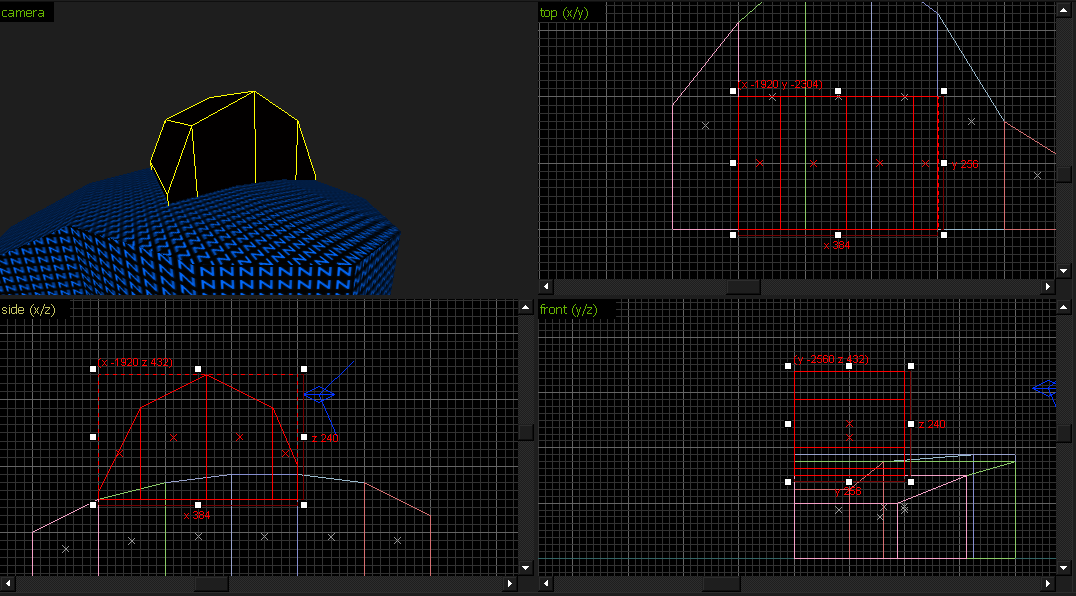 camera
top (x/y)
(x -1920 y -2304)
y 256
x 384
side (x/z)
(x -1920 z 432)
z 240
x 384
front (y/z)
(y -2560 z 432)
z 240
y 256